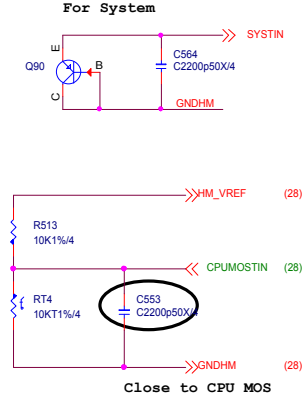 For System
SYSTIN
E
C564
Q90
B
C2200p50X/4
C
GNDHM
HM_VREF (28)
R513
10K1%/4
CPUMOSTIN (28)
RT4
C553
10KT1%/4
C2200p50X/4
GNDHM (28)
Close to CPU MOS